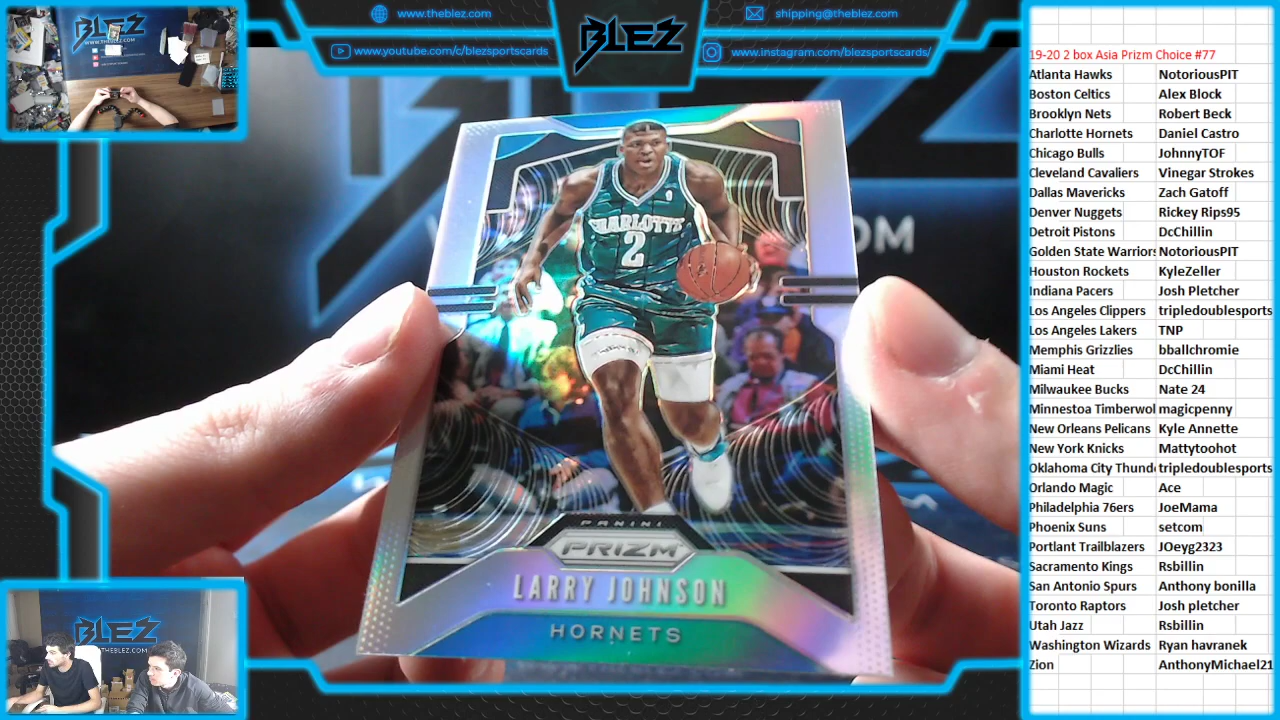 www.theblez.com
BLEZ
shipping@theblez.com
www.youtube.com/c/blezsportscards
www.instagram.com/blezsportscards/
BLEZ
.COM
CHARLOTTE
2
PANINI
PRIZM
LARRY JOHNSON
HORNETS
BLEZ
THEBLEZ.COM
19-20 2 box Asia Prizm Choice #77
Atlanta Hawks NotoriousPIT
Boston Celtics Alex Block
Brooklyn Nets Robert Beck
Charlotte Hornets Daniel Castro
Chicago Bulls JohnnyTOF
Cleveland Cavaliers Vinegar Strokes
Dallas Mavericks Zach Gatoff
Denver Nuggets Rickey Rips95
Detroit Pistons DcChillin
Golden State Warriors NotoriousPIT
Houston Rockets KyleZeller
Indiana Pacers Josh Pletcher
Los Angeles Clippers tripledoublesports
Los Angeles Lakers TNP
Memphis Grizzlies bballchromie
Miami Heat DcChillin
Milwaukee Bucks Nate 24
Minnestoa Timberwol magicpenny
New Orleans Pelicans Kyle Annette
New York Knicks Mattytoohot
Oklahoma City Thund tripledoublesports
Orlando Magic Ace
Philadelphia 76ers JoeMama
Phoenix Suns setcom
Portlant Trailblazers JOeyg2323
Sacramento Kings Rsbillin
San Antonio Spurs Anthony bonilla
Toronto Raptors Josh pletcher
Utah Jazz Rsbillin
Washington Wizards Ryan havranek
Zion AnthonyMichael21